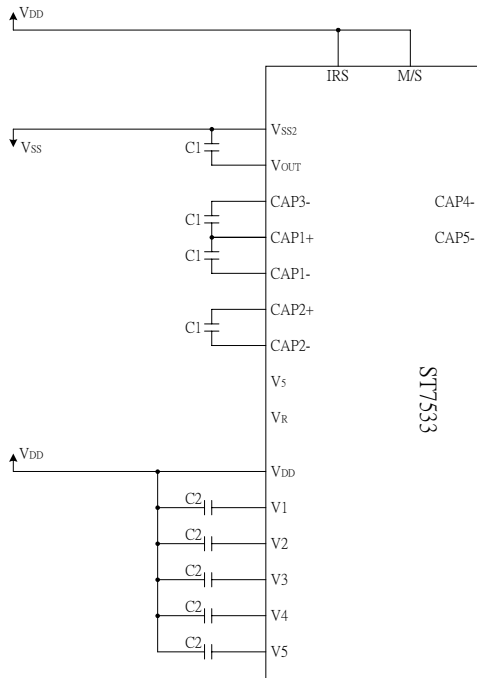 VDD
IRS M/S
VSS2
VSS
C1
VOUT
CAP3- CAP4-
C1
CAP1+ CAP5-
C1
CAP1-
CAP2+
C1
CAP2-
V5
ST7533
VR
VDD
VDD
C2
V1
C2
V2
C2
V3
C2
V4
C2
V5